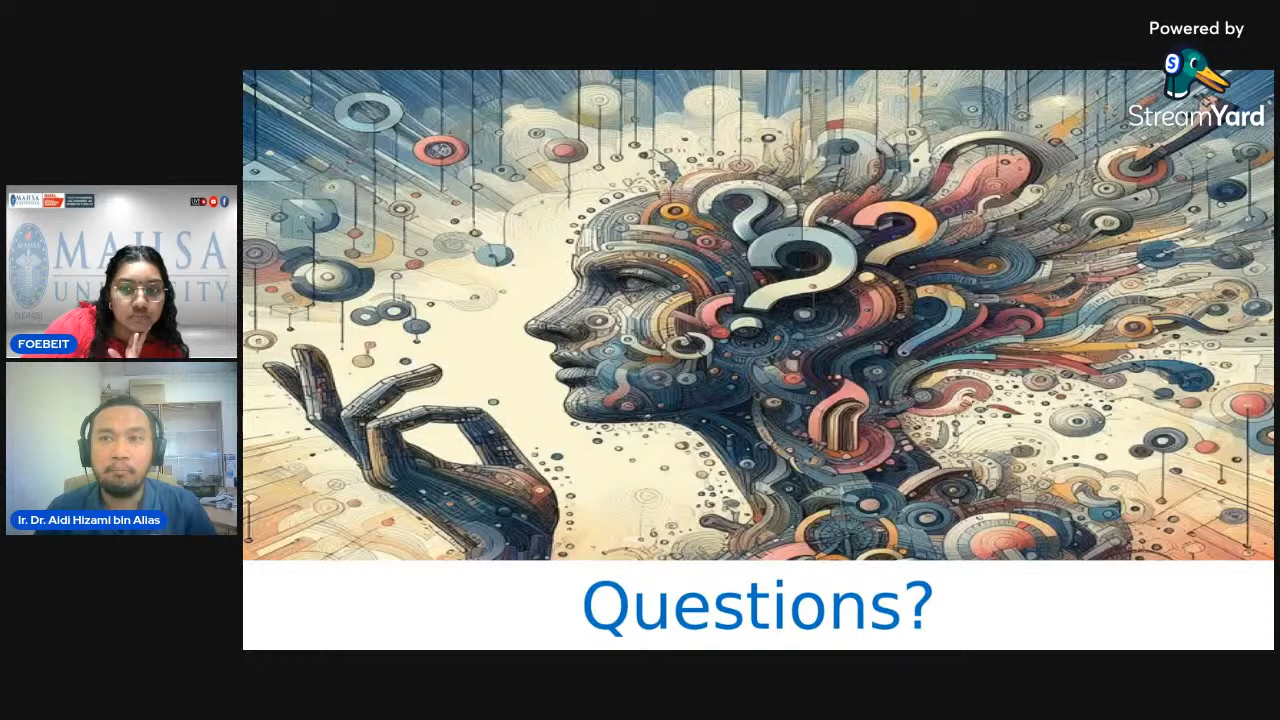 Powered by
StreamYard
MAHSA
UNIVERSITY
FOEBEIT
Ir. Dr. Aidi Hizami bin Alias
Questions?